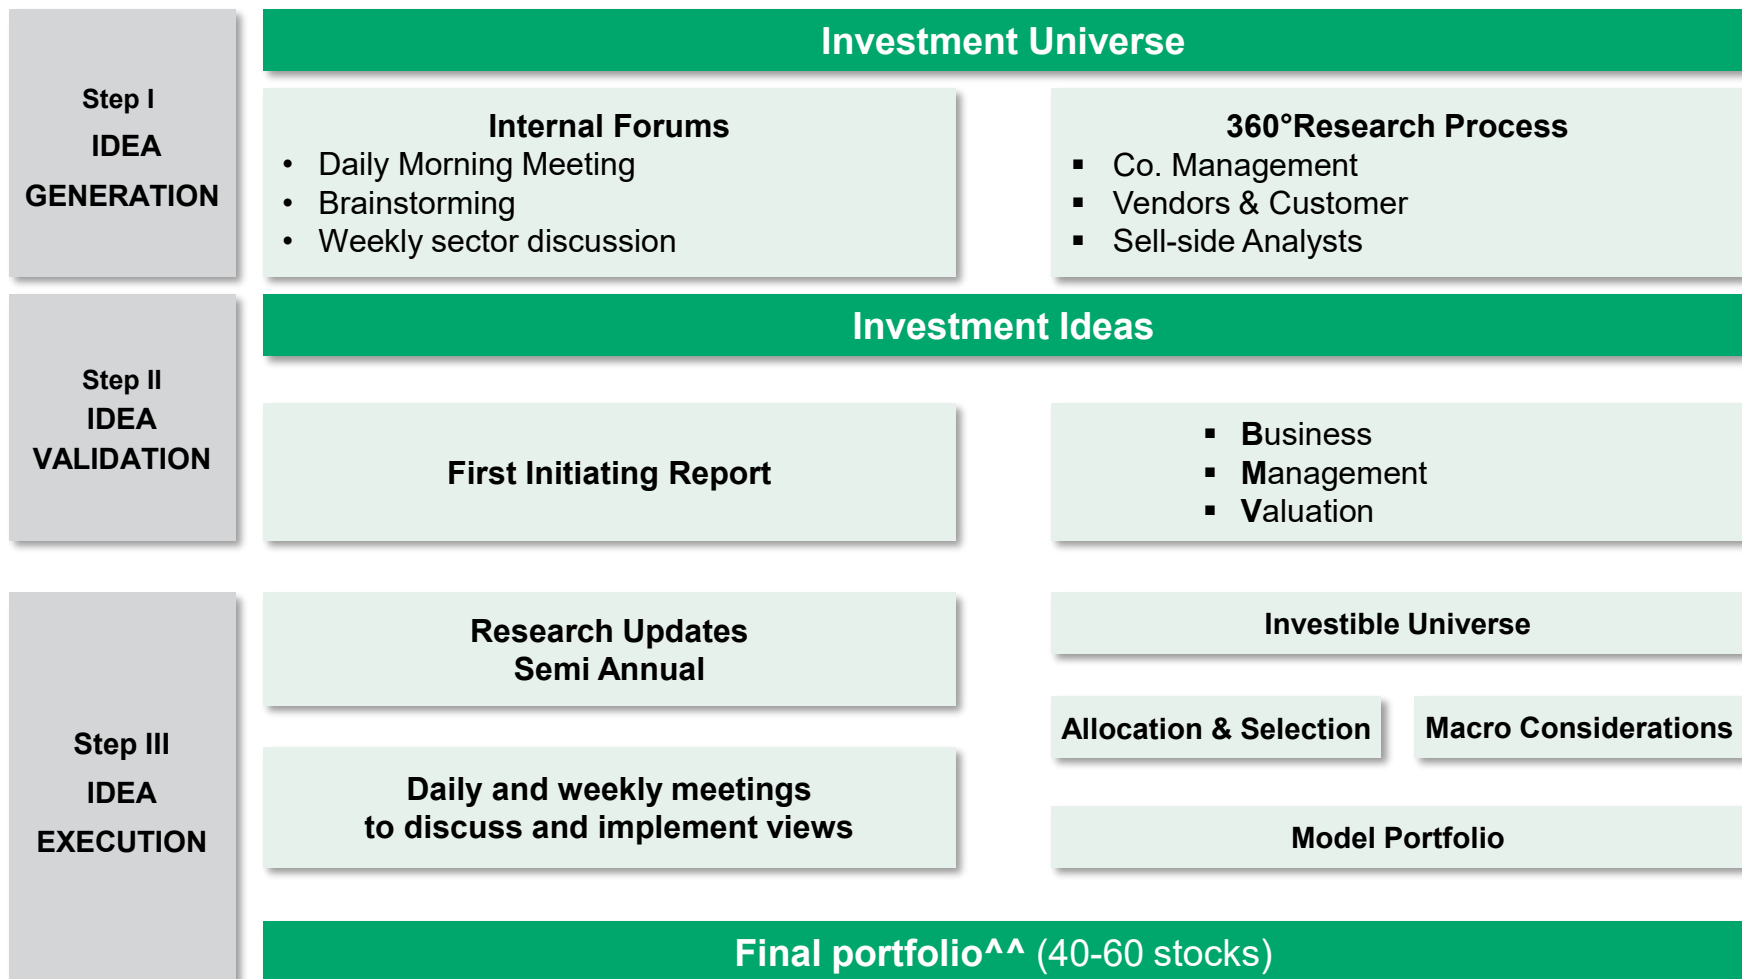 Investment Universe
Step I
IDEA
GENERATION
Internal Forums
• Daily Morning Meeting
• Brainstorming
• Weekly sector discussion
360°Research Process
▪ Co. Management
▪ Vendors & Customer
▪ Sell-side Analysts
Investment Ideas
Step II
IDEA
VALIDATION
First Initiating Report
▪ Business
▪ Management
▪ Valuation
Step III
IDEA
EXECUTION
Research Updates
Semi Annual
Daily and weekly meetings
to discuss and implement views
Investible Universe
Allocation & Selection
Macro Considerations
Model Portfolio
Final portfolio^^ (40-60 stocks)